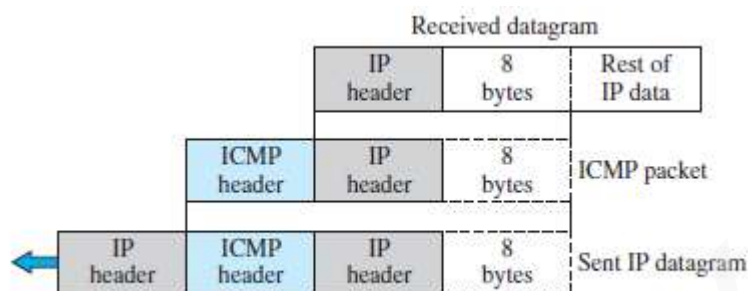 Received datagram
IP header
8 bytes
Rest of IP data
ICMP header
IP header
8 bytes
ICMP packet
IP header
ICMP header
IP header
8 bytes
Sent IP datagram